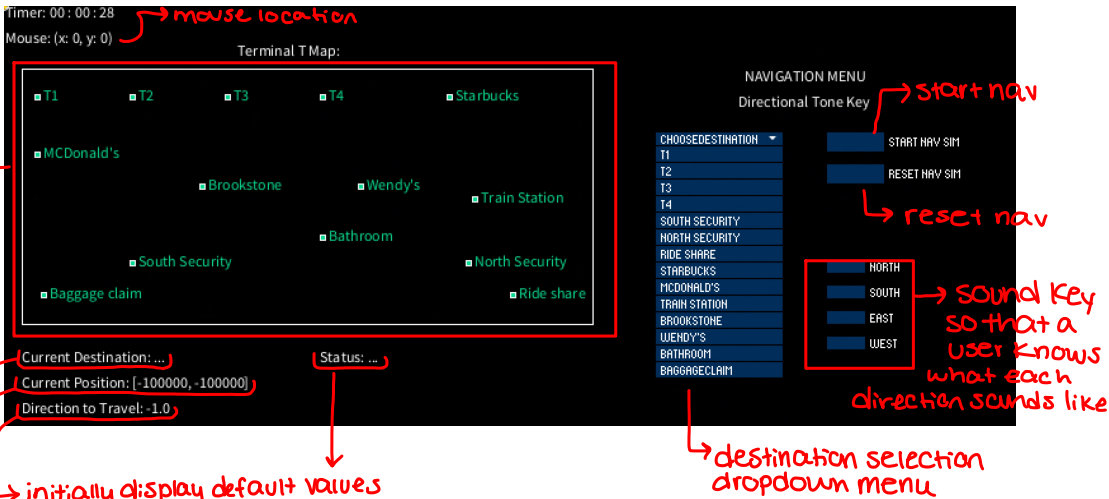 Timer: 00 : 00 : 28
mouse location
Mouse: (x: 0, y: 0)
Terminal T Map:
T1
T2
T3
T4
Starbucks
MCDonald's
Brookstone
Wendy's
Train Station
Bathroom
South Security
North Security
Baggage claim
Ride share
Current Destination: ...
Status: ...
Current Position: [-100000, -100000]
Direction to Travel: -1.0
initially display default values
NAVIGATION MENU
Directional Tone Key
start nav
CHOOSEDESTINATION
T1
T2
T3
T4
SOUTH SECURITY
NORTH SECURITY
RIDE SHARE
STARBUCKS
MCDONALD'S
TRAIN STATION
BROOKSTONE
WENDY'S
BATHROOM
BAGGAGECLAIM
START NAV SIM
RESET NAV SIM
reset nav
NORTH
SOUTH
EAST
WEST
sound key
so that a
user knows
what each
direction sounds like
destination selection
dropdown menu